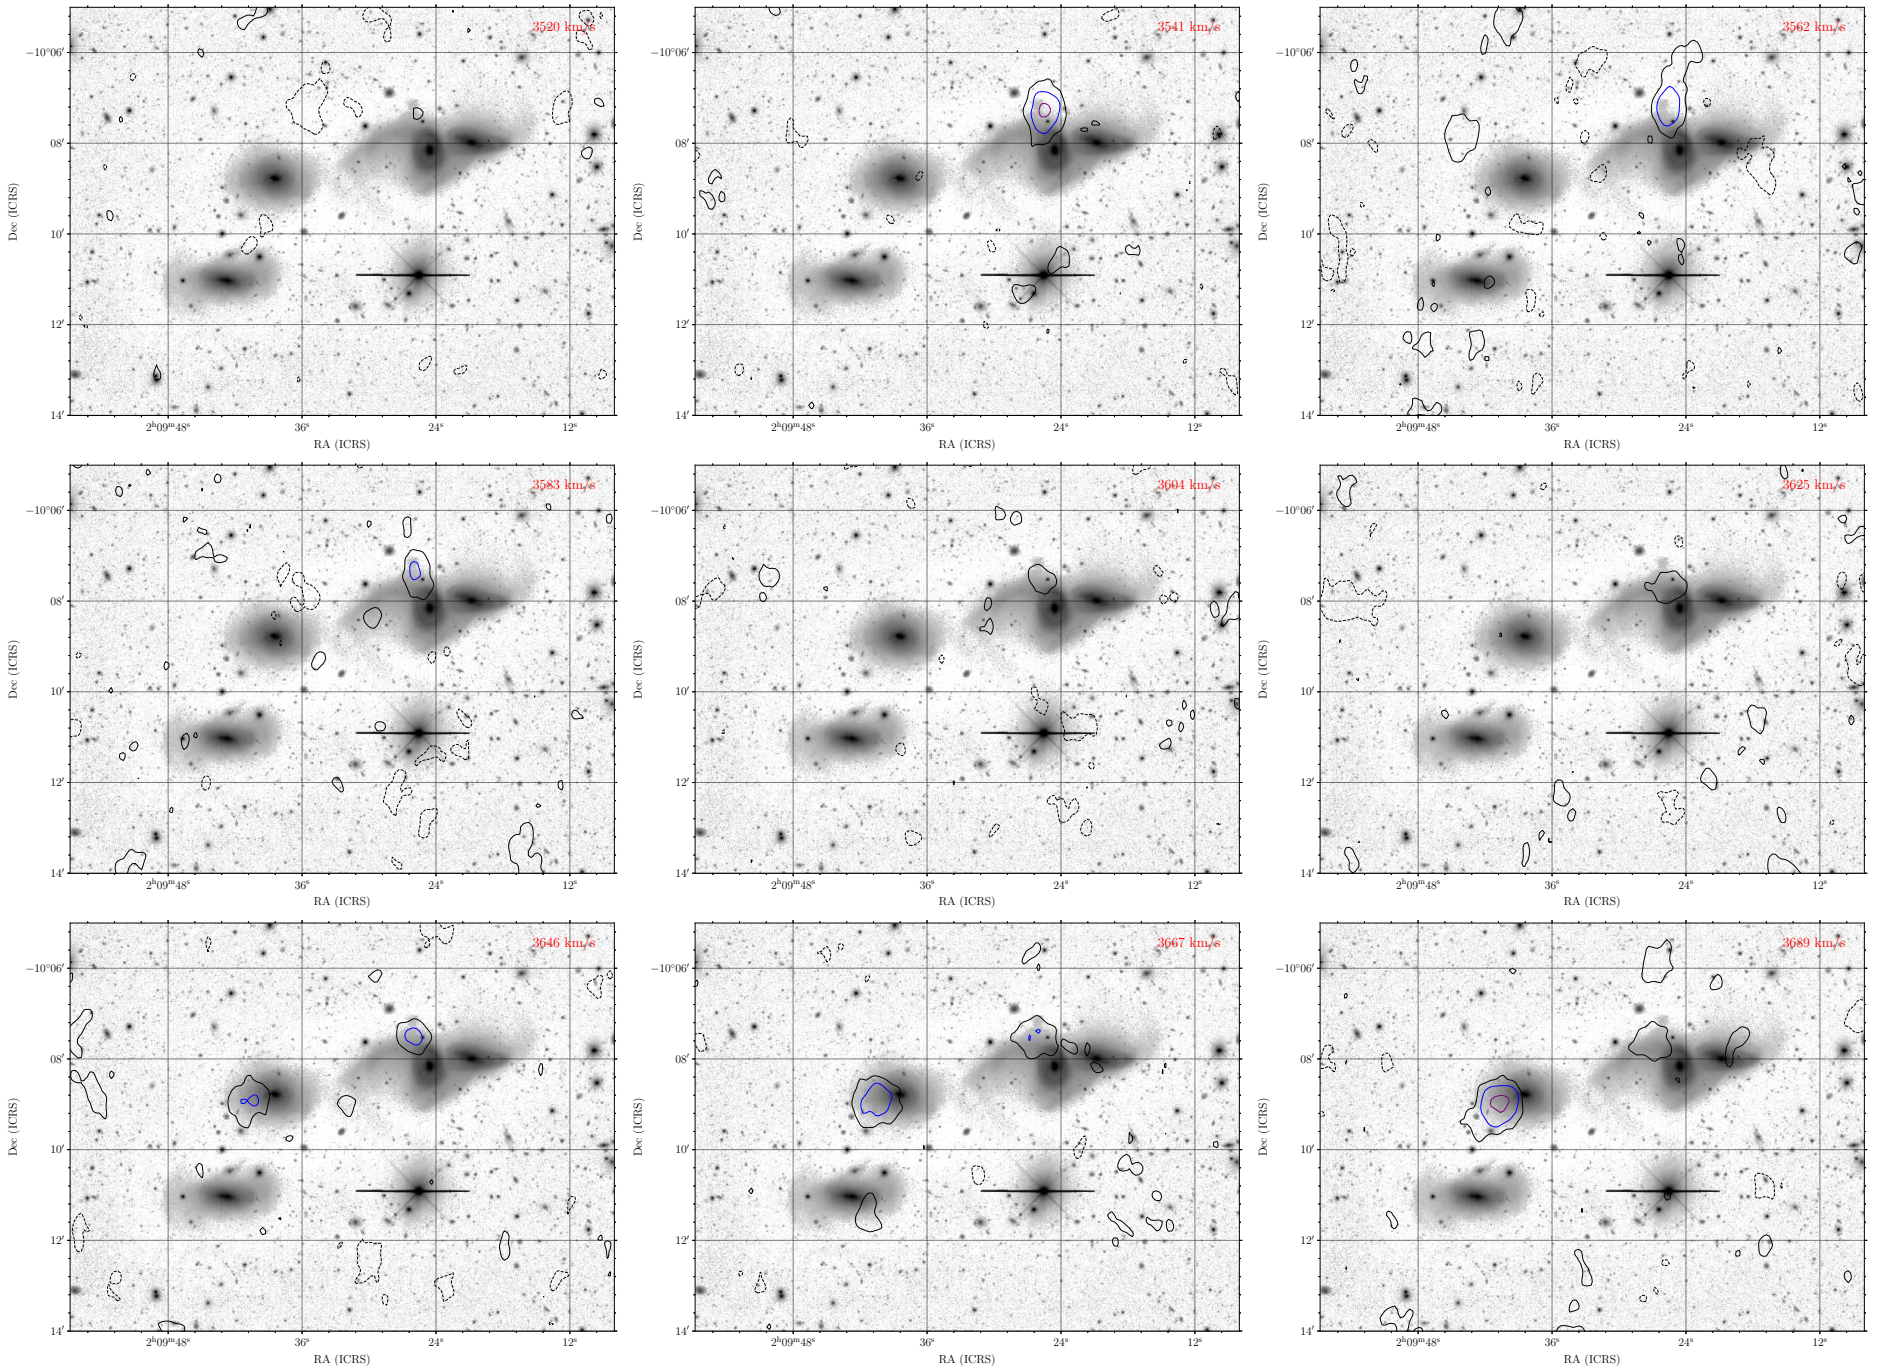 3520 km/s
3541 km/s
3562 km/s
−10°06′
−10°06′
−10°06′
08′
08′
08′
Dec (ICRS)
Dec (ICRS)
Dec (ICRS)
10′
10′
10′
12′
12′
12′
14′
14′
14′
2ʰ09ᵐ48ˢ 36ˢ 24ˢ 12ˢ
2ʰ09ᵐ48ˢ 36ˢ 24ˢ 12ˢ
2ʰ09ᵐ48ˢ 36ˢ 24ˢ 12ˢ
RA (ICRS)
RA (ICRS)
RA (ICRS)
3583 km/s
3604 km/s
3625 km/s
−10°06′
−10°06′
−10°06′
08′
08′
08′
Dec (ICRS)
Dec (ICRS)
Dec (ICRS)
10′
10′
10′
12′
12′
12′
14′
14′
14′
2ʰ09ᵐ48ˢ 36ˢ 24ˢ 12ˢ
2ʰ09ᵐ48ˢ 36ˢ 24ˢ 12ˢ
2ʰ09ᵐ48ˢ 36ˢ 24ˢ 12ˢ
RA (ICRS)
RA (ICRS)
RA (ICRS)
3646 km/s
3667 km/s
3689 km/s
−10°06′
−10°06′
−10°06′
08′
08′
08′
Dec (ICRS)
Dec (ICRS)
Dec (ICRS)
10′
10′
10′
12′
12′
12′
14′
14′
14′
2ʰ09ᵐ48ˢ 36ˢ 24ˢ 12ˢ
2ʰ09ᵐ48ˢ 36ˢ 24ˢ 12ˢ
2ʰ09ᵐ48ˢ 36ˢ 24ˢ 12ˢ
RA (ICRS)
RA (ICRS)
RA (ICRS)